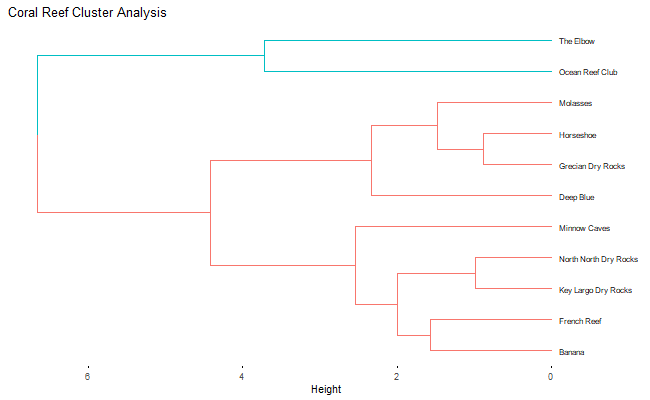 Coral Reef Cluster Analysis
The Elbow
Ocean Reef Club
Molasses
Horseshoe
Grecian Dry Rocks
Deep Blue
Minnow Caves
North North Dry Rocks
Key Largo Dry Rocks
French Reef
Banana
6 4 2 0
Height